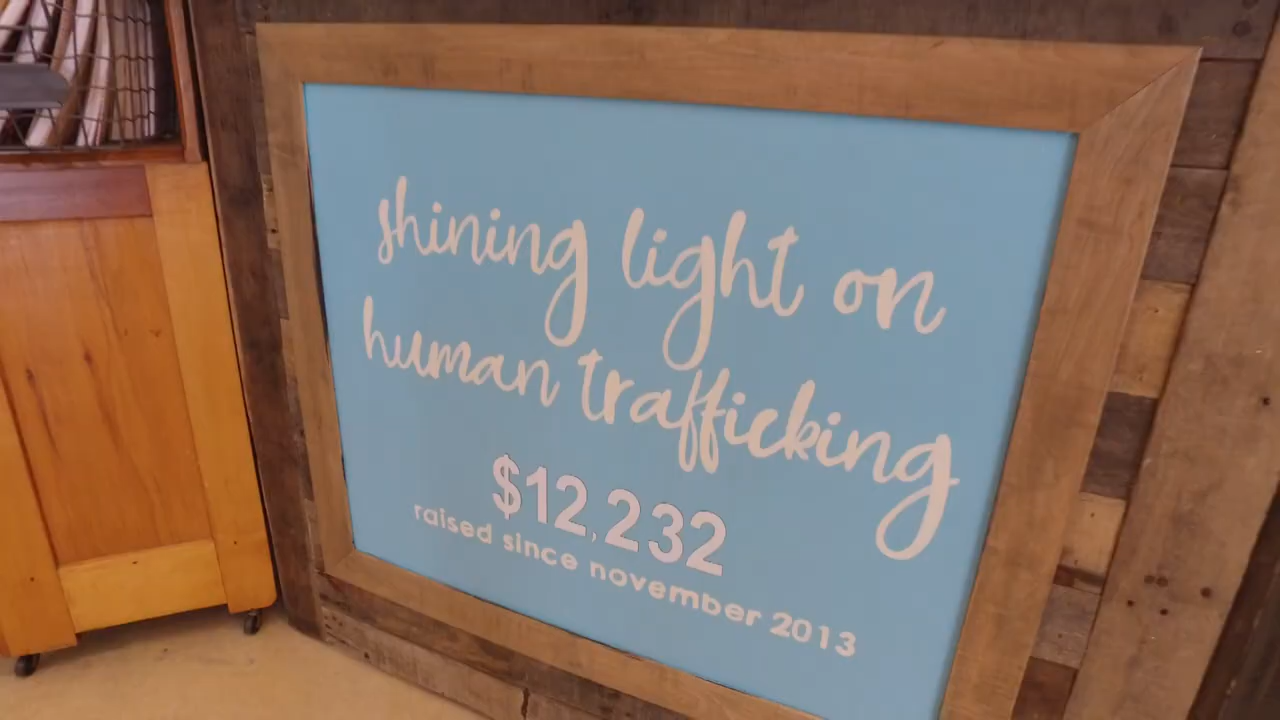 shining light on
human trafficking
$12,232
raised since november 2013